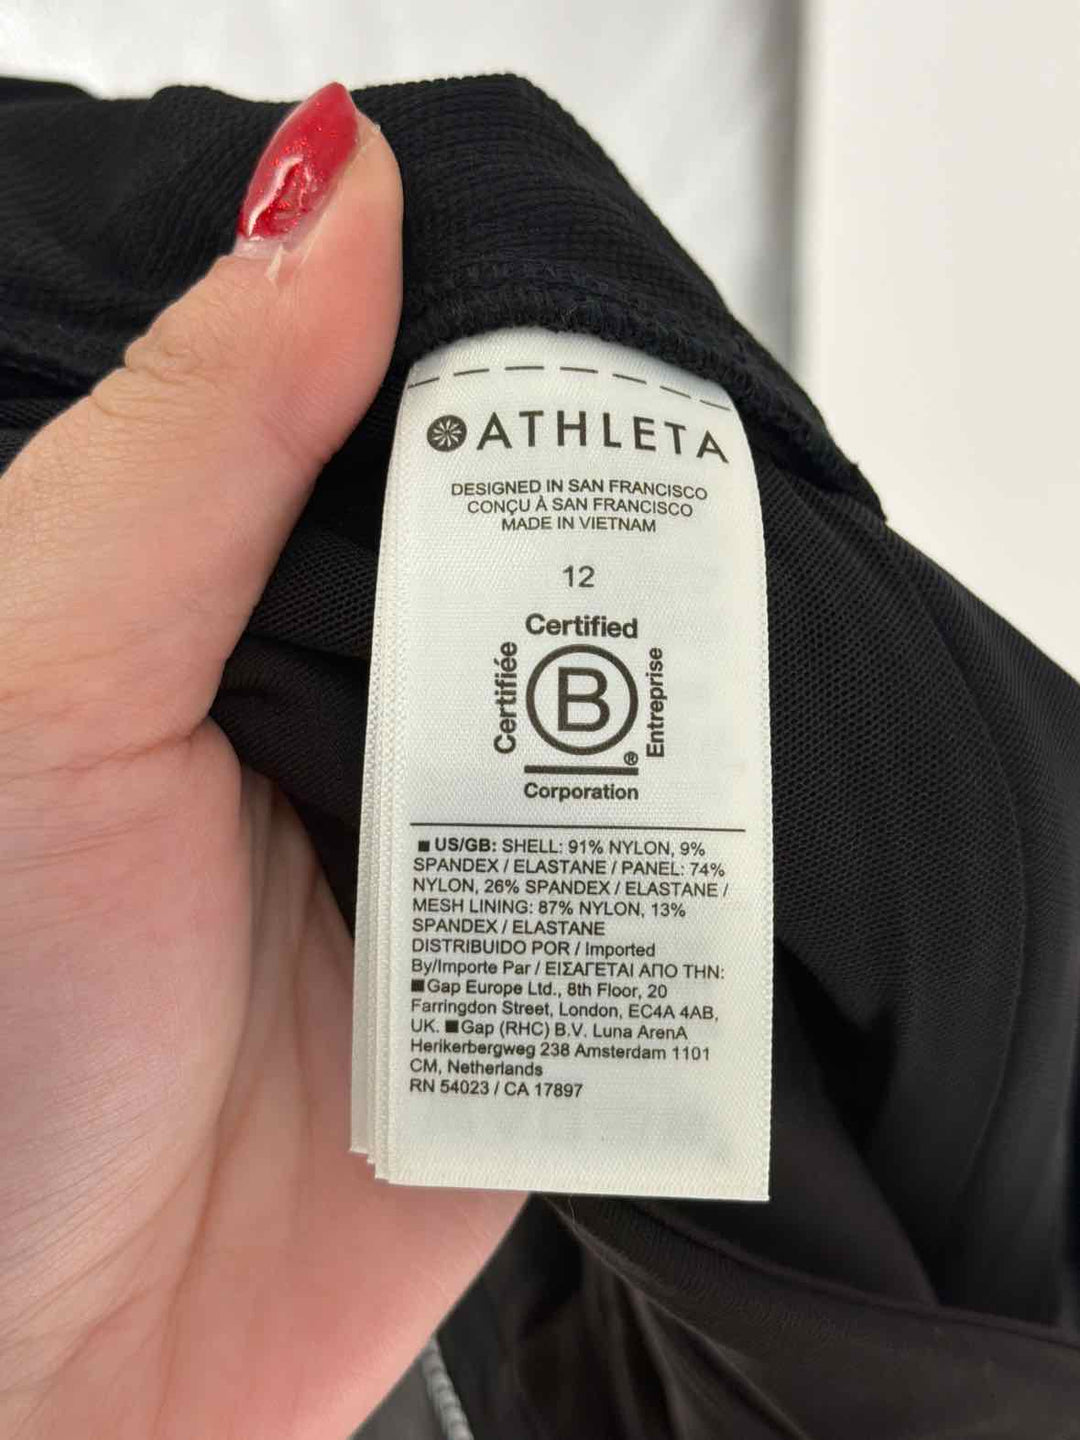 ATHLETA
DESIGNED IN SAN FRANCISCO
CONÇU À SAN FRANCISCO
MADE IN VIETNAM
12
Certified
Certifiée
B
Entreprise
®
Corporation
■ US/GB: SHELL: 91% NYLON, 9%
SPANDEX / ELASTANE / PANEL: 74%
NYLON, 26% SPANDEX / ELASTANE /
MESH LINING: 87% NYLON, 13%
SPANDEX / ELASTANE
DISTRIBUIDO POR / Imported
By/Importe Par / ΕΙΣΑΓΕΤΑΙ ΑΠΟ ΤΗΝ:
■Gap Europe Ltd., 8th Floor, 20
Farringdon Street, London, EC4A 4AB,
UK. ■Gap (RHC) B.V. Luna ArenA
Herikerbergweg 238 Amsterdam 1101
CM, Netherlands
RN 54023 / CA 17897